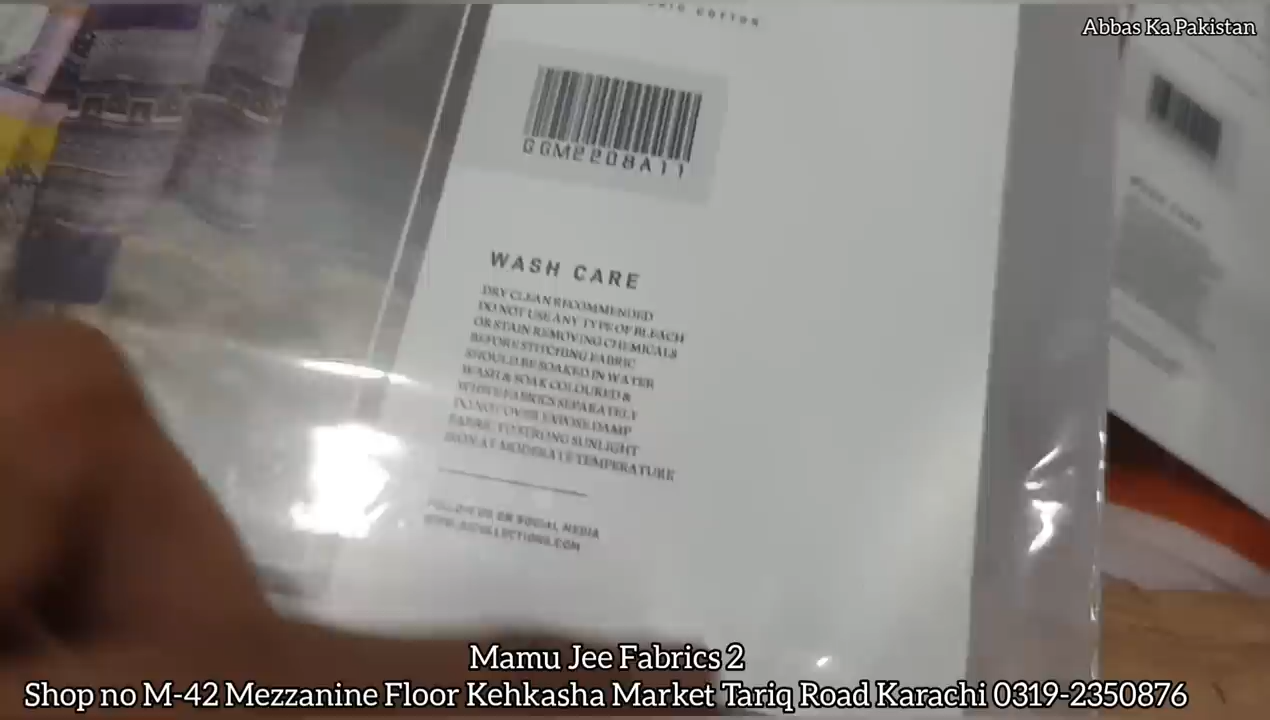 COTTON
Abbas Ka Pakistan
GGM2208A11
WASH CARE
DRY CLEAN RECOMMENDED
DO NOT USE ANY TYPE OF BLEACH
OR STAIN REMOVING CHEMICALS
BEFORE STITCHING FABRIC
SHOULD BE SOAKED IN WATER
WASH & SOAK COLOURED &
WHITE FABRICS SEPARATELY
DO NOT OVER EXPOSE DAMP
FABRIC TO STRONG SUNLIGHT
IRON AT MODERATE TEMPERATURE
FOLLOW US ON SOCIAL MEDIA
WASH CARE
Mamu Jee Fabrics 2
Shop no M-42 Mezzanine Floor Kehkasha Market Tariq Road Karachi 0319-2350876